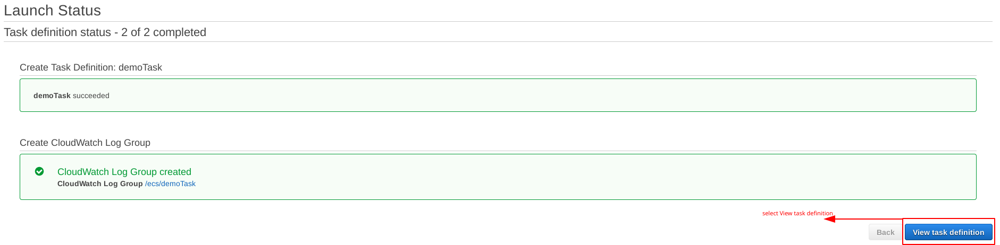 Launch Status
Task definition status - 2 of 2 completed
Create Task Definition: demoTask
demoTask succeeded
Create CloudWatch Log Group
CloudWatch Log Group created
CloudWatch Log Group /ecs/demoTask
select View task definition
Back
View task definition